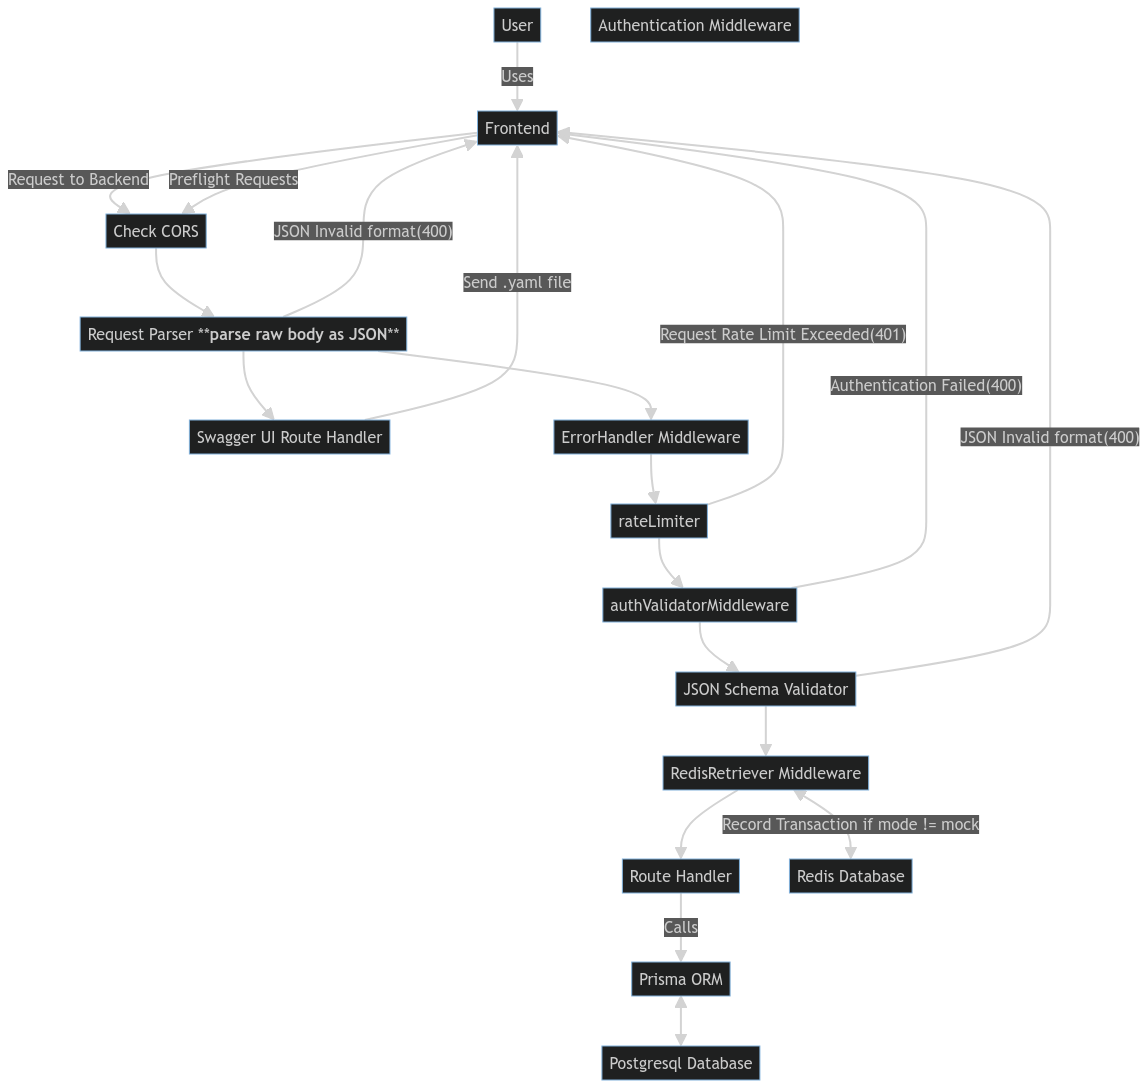 User
Authentication Middleware
Uses
Frontend
Request to Backend
Preflight Requests
Check CORS
JSON Invalid format(400)
Send .yaml file
Request Parser **parse raw body as JSON**
Request Rate Limit Exceeded(401)
Authentication Failed(400)
Swagger UI Route Handler
ErrorHandler Middleware
JSON Invalid format(400)
rateLimiter
authValidatorMiddleware
JSON Schema Validator
RedisRetriever Middleware
Record Transaction if mode != mock
Route Handler
Redis Database
Calls
Prisma ORM
Postgresql Database